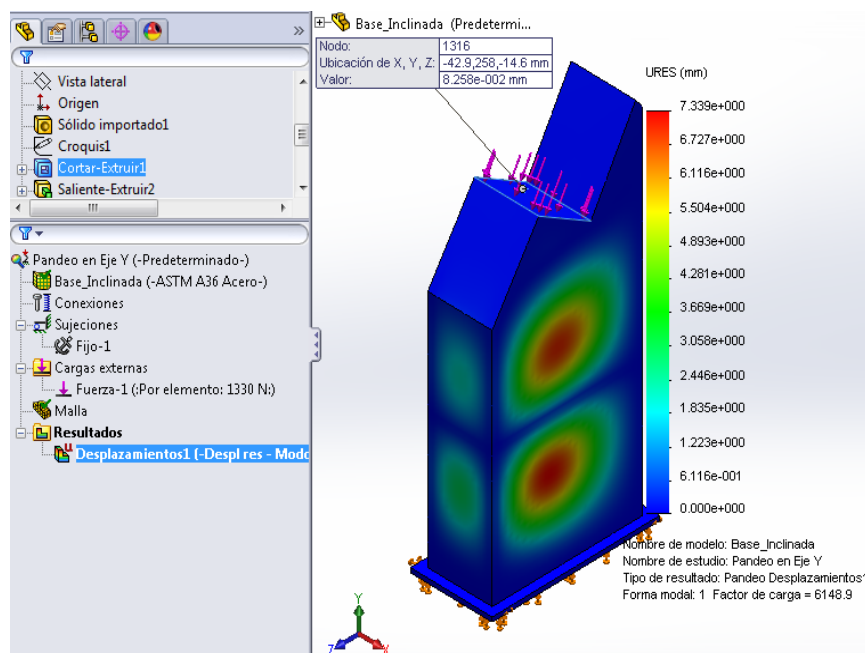 Vista lateral
Origen
Sólido importado1
Croquis1
Cortar-Extruir1
Saliente-Extruir2
Pandeo en Eje Y (-Predeterminado-)
Base_Inclinada (-ASTM A36 Acero-)
Conexiones
Sujeciones
Fijo-1
Cargas externas
Fuerza-1 (:Por elemento: 1330 N:)
Malla
Resultados
Desplazamientos1 (-Despl res - Modo
Base_Inclinada (Predetermi...
Nodo: 1316
Ubicación de X, Y, Z: -42.9,258,-14.6 mm
Valor: 8.258e-002 mm
URES (mm)
7.339e+000
6.727e+000
6.116e+000
5.504e+000
4.893e+000
4.281e+000
3.669e+000
3.058e+000
2.446e+000
1.835e+000
1.223e+000
6.116e-001
0.000e+000
Nombre de modelo: Base_Inclinada
Nombre de estudio: Pandeo en Eje Y
Tipo de resultado: Pandeo Desplazamientos1
Forma modal: 1 Factor de carga = 6148.9
Y
Z
X